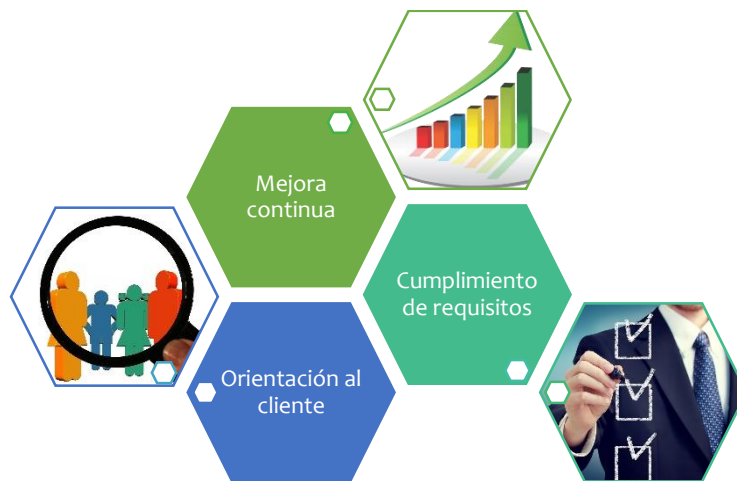 Mejora
continua
Cumplimiento
de requisitos
Orientación al
cliente